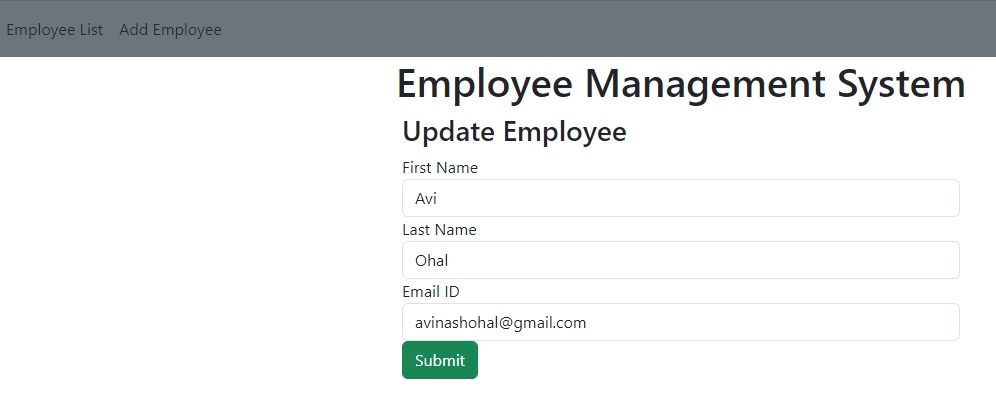 Employee List Add Employee
Employee Management System
Update Employee
First Name
Avi
Last Name
Ohal
Email ID
avinashohal@gmail.com
Submit